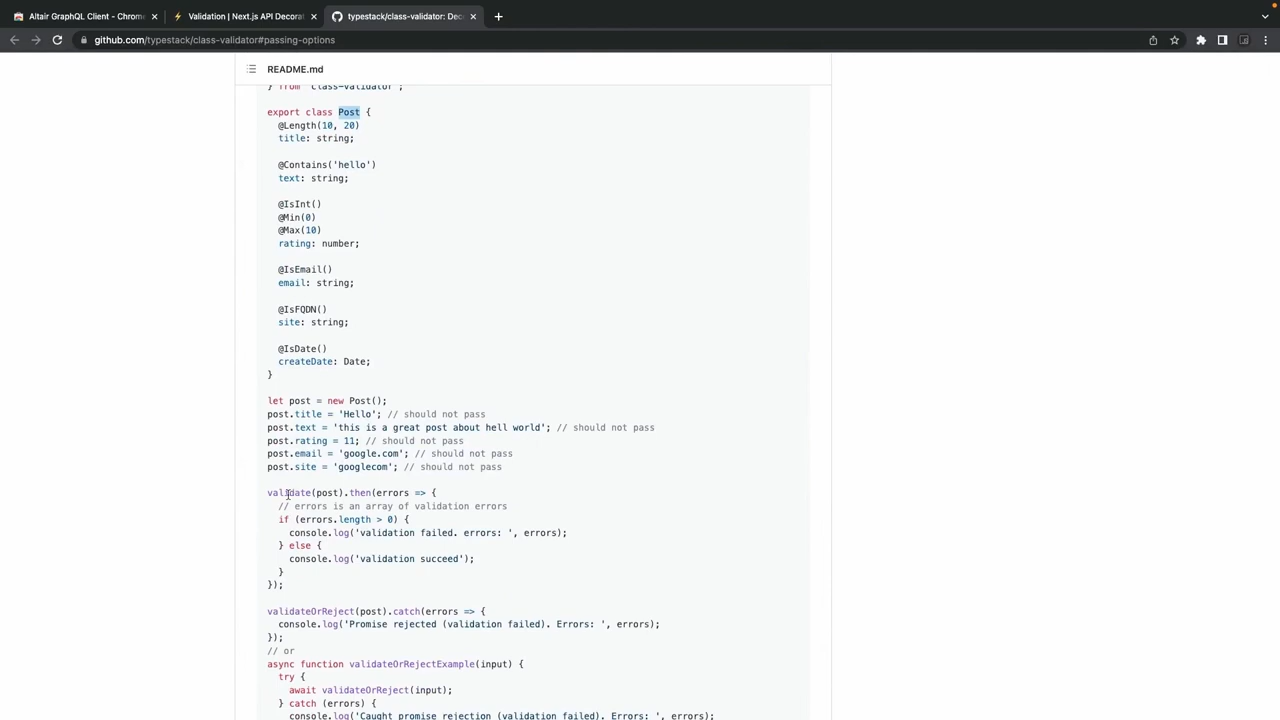 Altair GraphQL Client - Chrome
Validation | Next.js API Decorat
typestack/class-validator: Dec
github.com/typestack/class-validator#passing-options
README.md
} from 'class-validator';
export class Post {
@Length(10, 20)
title: string;
@Contains('hello')
text: string;
@IsInt()
@Min(0)
@Max(10)
rating: number;
@IsEmail()
email: string;
@IsFQDN()
site: string;
@IsDate()
createDate: Date;
}
let post = new Post();
post.title = 'Hello'; // should not pass
post.text = 'this is a great post about hell world'; // should not pass
post.rating = 11; // should not pass
post.email = 'google.com'; // should not pass
post.site = 'googlecom'; // should not pass
validate(post).then(errors => {
// errors is an array of validation errors
if (errors.length > 0) {
console.log('validation failed. errors: ', errors);
} else {
console.log('validation succeed');
}
});
validateOrReject(post).catch(errors => {
console.log('Promise rejected (validation failed). Errors: ', errors);
});
// or
async function validateOrRejectExample(input) {
try {
await validateOrReject(input);
} catch (errors) {
console.log('Caught promise rejection (validation failed). Errors: ', errors);